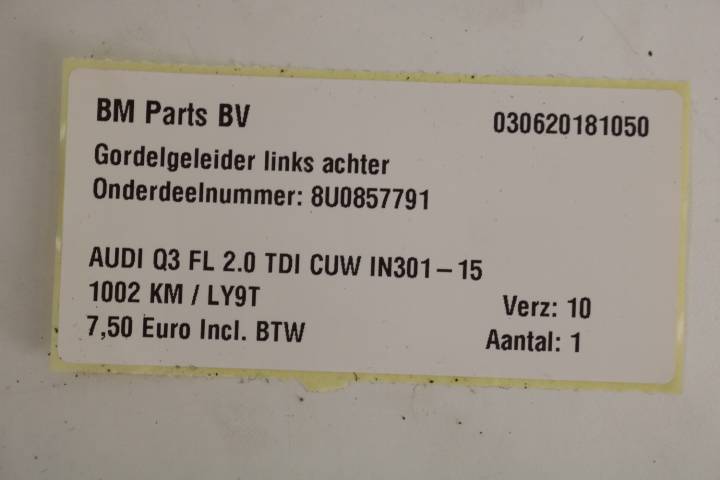 BM Parts BV
030620181050
Gordelgeleider links achter
Onderdeelnummer: 8U0857791
AUDI Q3 FL 2.0 TDI CUW IN301-15
1002 KM / LY9T
Verz: 10
7,50 Euro Incl. BTW
Aantal: 1